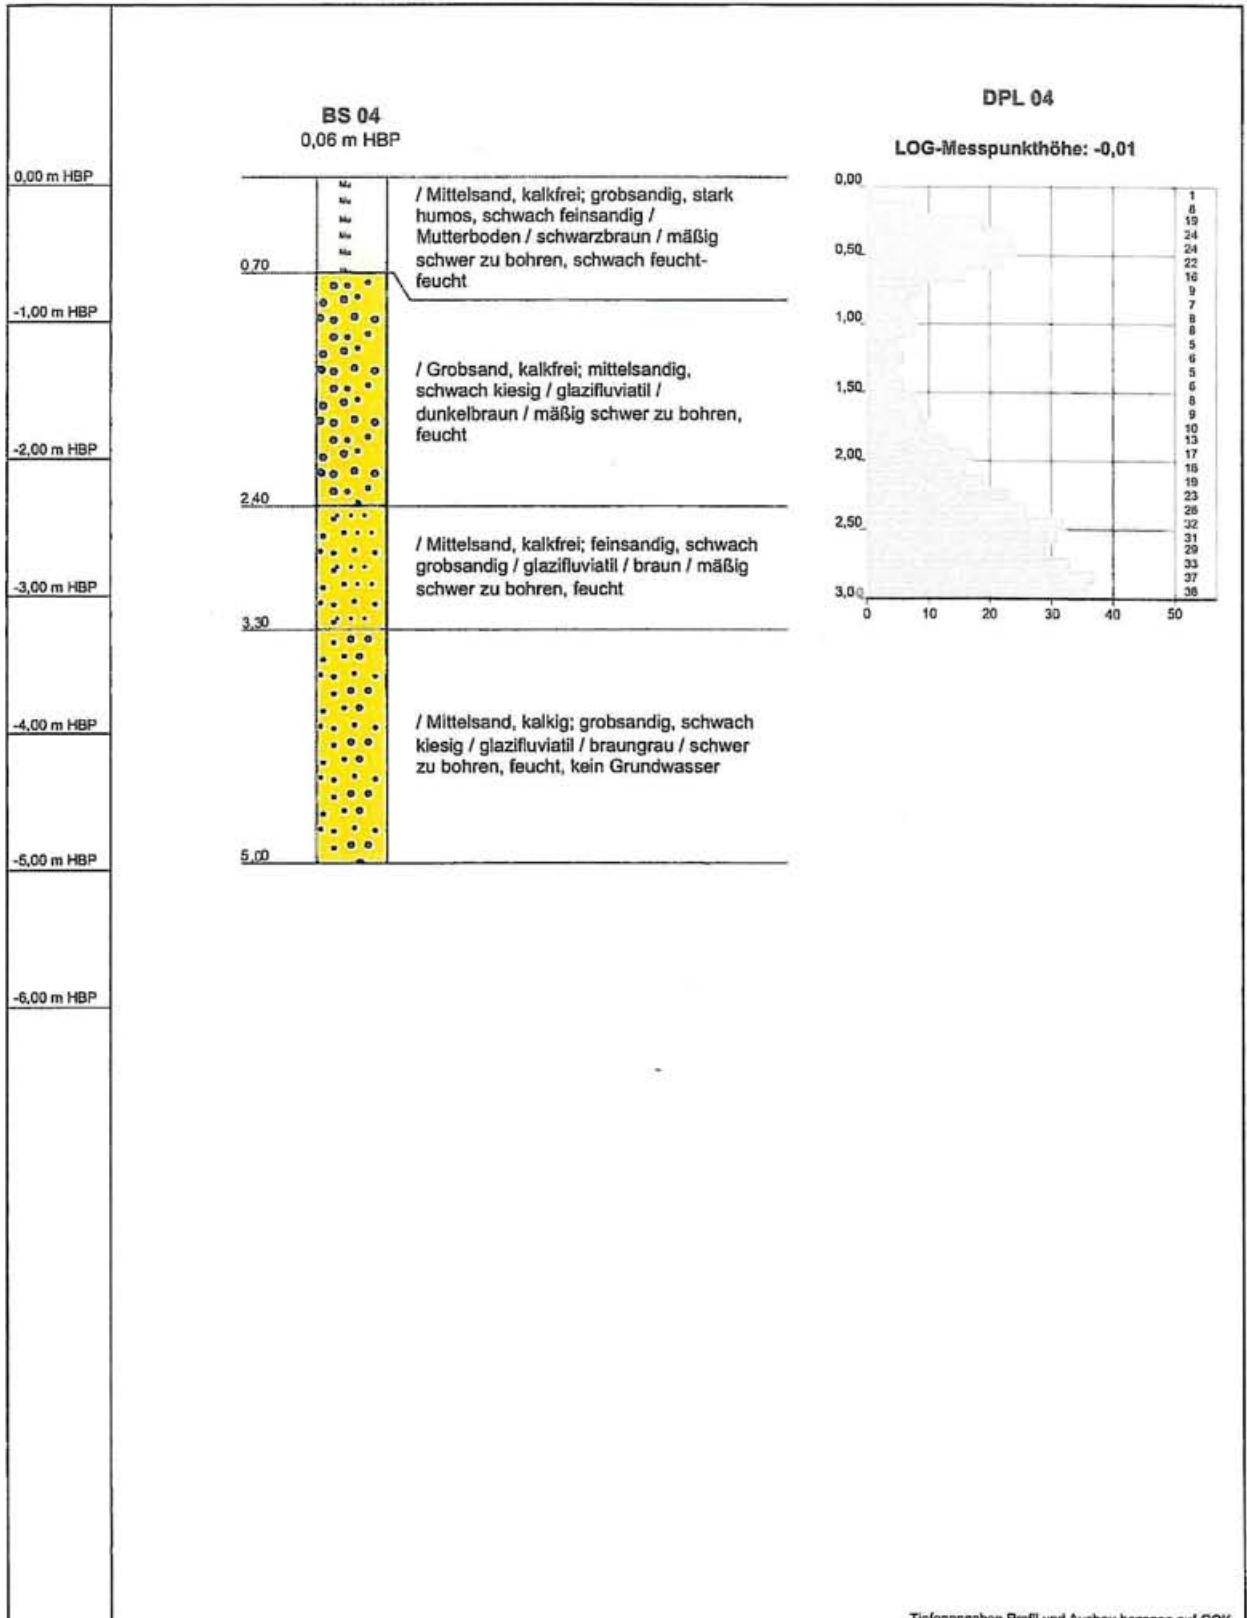 BS 04
0,06 m HBP
DPL 04
LOG-Messpunkthöhe: -0,01
0,00 m HBP
-1,00 m HBP
-2,00 m HBP
-3,00 m HBP
-4,00 m HBP
-5,00 m HBP
-6,00 m HBP
Mu
Mu
Mu
Mu
Mu
/ Mittelsand, kalkfrei; grobsandig, stark
humos, schwach feinsandig /
Mutterboden / schwarzbraun / mäßig
schwer zu bohren, schwach feucht-
feucht
0,70
/ Grobsand, kalkfrei; mittelsandig,
schwach kiesig / glazifluviatil /
dunkelbraun / mäßig schwer zu bohren,
feucht
2,40
/ Mittelsand, kalkfrei; feinsandig, schwach
grobsandig / glazifluviatil / braun / mäßig
schwer zu bohren, feucht
3,30
/ Mittelsand, kalkig; grobsandig, schwach
kiesig / glazifluviatil / braungrau / schwer
zu bohren, feucht, kein Grundwasser
5,00
0,00
0,50
1,00
1,50
2,00
2,50
3,00
1
8
19
24
24
22
16
9
7
8
8
5
6
5
6
8
9
10
13
17
18
19
23
26
32
31
29
33
37
36
0 10 20 30 40 50